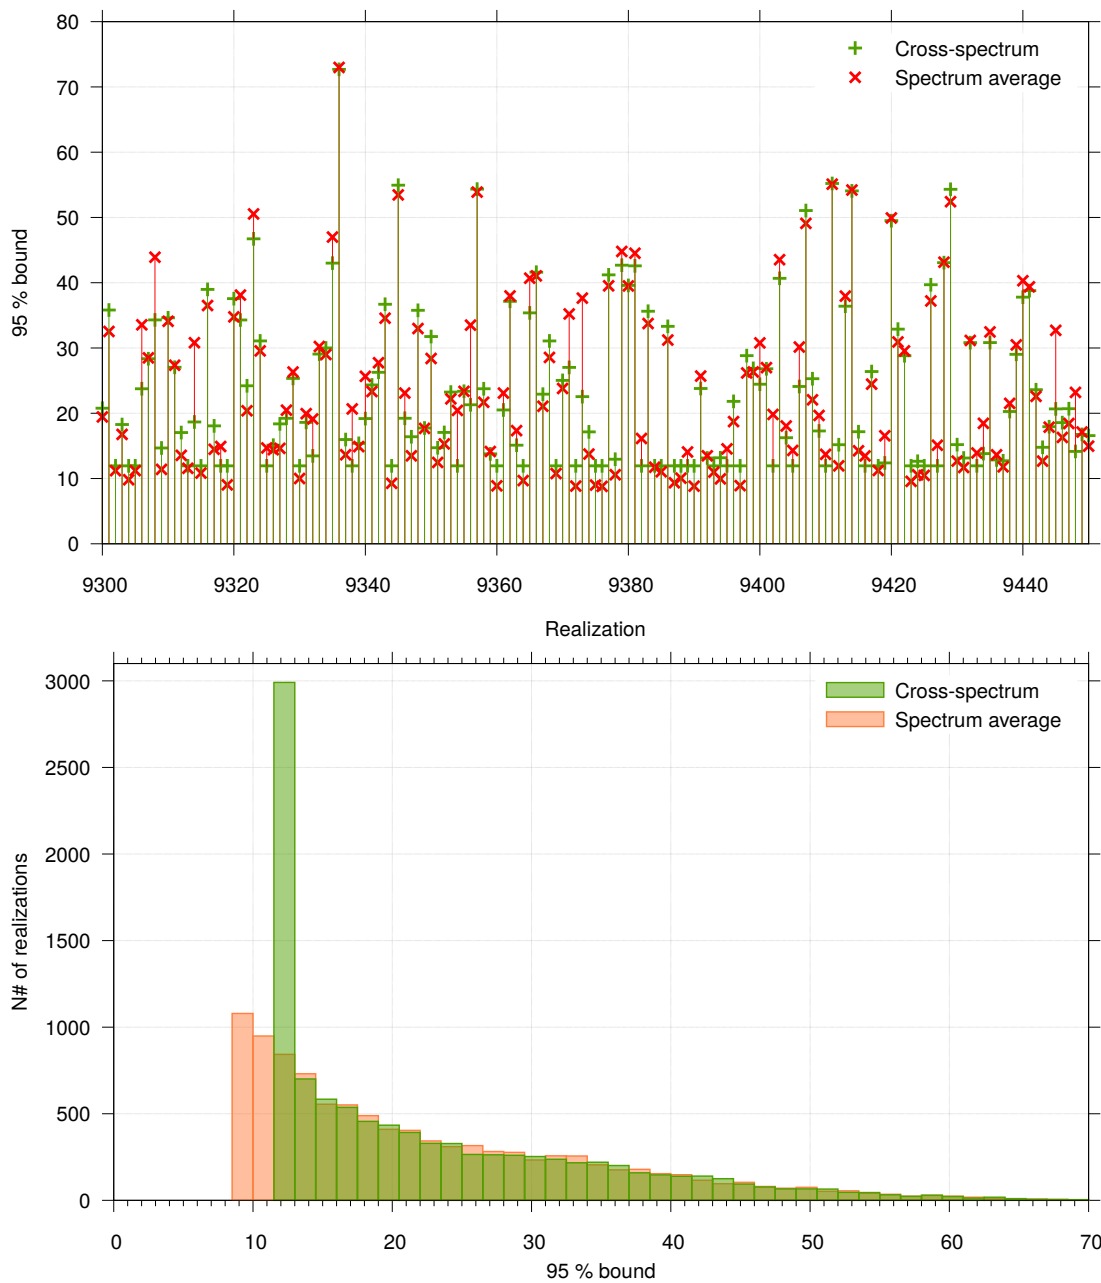 80
70
60
50
40
30
20
10
0
95 % bound
Cross-spectrum
Spectrum average
9300 9320 9340 9360 9380 9400 9420 9440
Realization
3000
2500
2000
1500
1000
500
0
N# of realizations
Cross-spectrum
Spectrum average
0 10 20 30 40 50 60 70
95 % bound